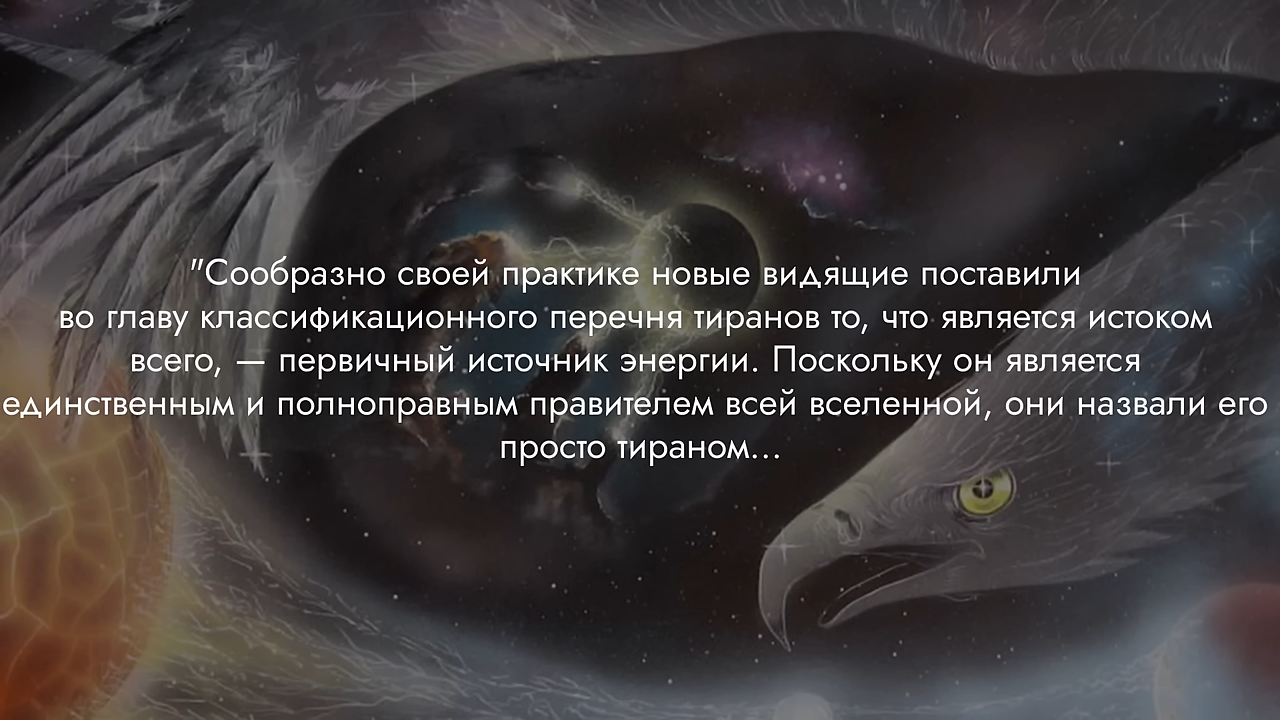 "Сообразно своей практике новые видящие поставили
во главу классификационного перечня тиранов то, что является истоком
всего, — первичный источник энергии. Поскольку он является
единственным и полноправным правителем всей вселенной, они назвали его
просто тираном...